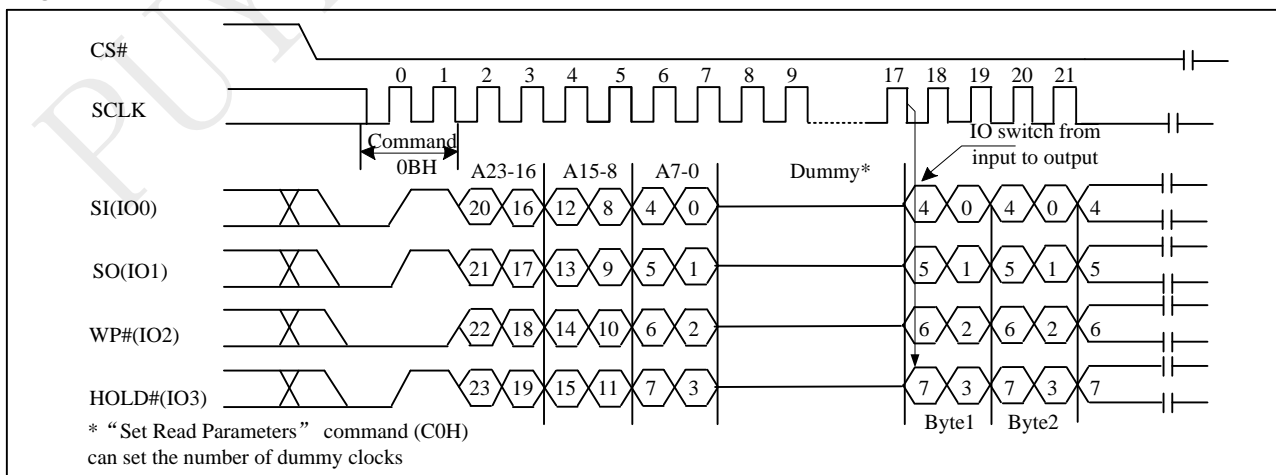 PUY
CS#
0 1 2 3 4 5 6 7 8 9 17 18 19 20 21
SCLK
Command
0BH
IO switch from
input to output
A23-16 A15-8 A7-0 Dummy*
SI(IO0) 20 16 12 8 4 0 4 0 4 0 4
SO(IO1) 21 17 13 9 5 1 5 1 5 1 5
WP#(IO2) 22 18 14 10 6 2 6 2 6 2 6
HOLD#(IO3) 23 19 15 11 7 3 7 3 7 3 7
Byte1 Byte2
* “Set Read Parameters” command (C0H)
can set the number of dummy clocks